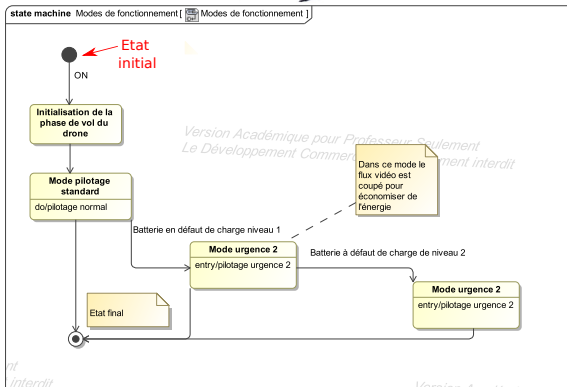 state machine Modes de fonctionnement [ Modes de fonctionnement ]
Etat
initial
ON
Initialisation de la
phase de vol du
drone
Version Académique pour Professeur Seulement
Le Développement Commer ment interdit
Dans ce mode le
flux vidéo est
coupé pour
économiser de
l'énergie
Mode pilotage
standard
do/pilotage normal
Batterie en défaut de charge niveau 1
Mode urgence 2
entry/pilotage urgence 2
Batterie à défaut de charge de niveau 2
Mode urgence 2
entry/pilotage urgence 2
Etat final
nt
interdit